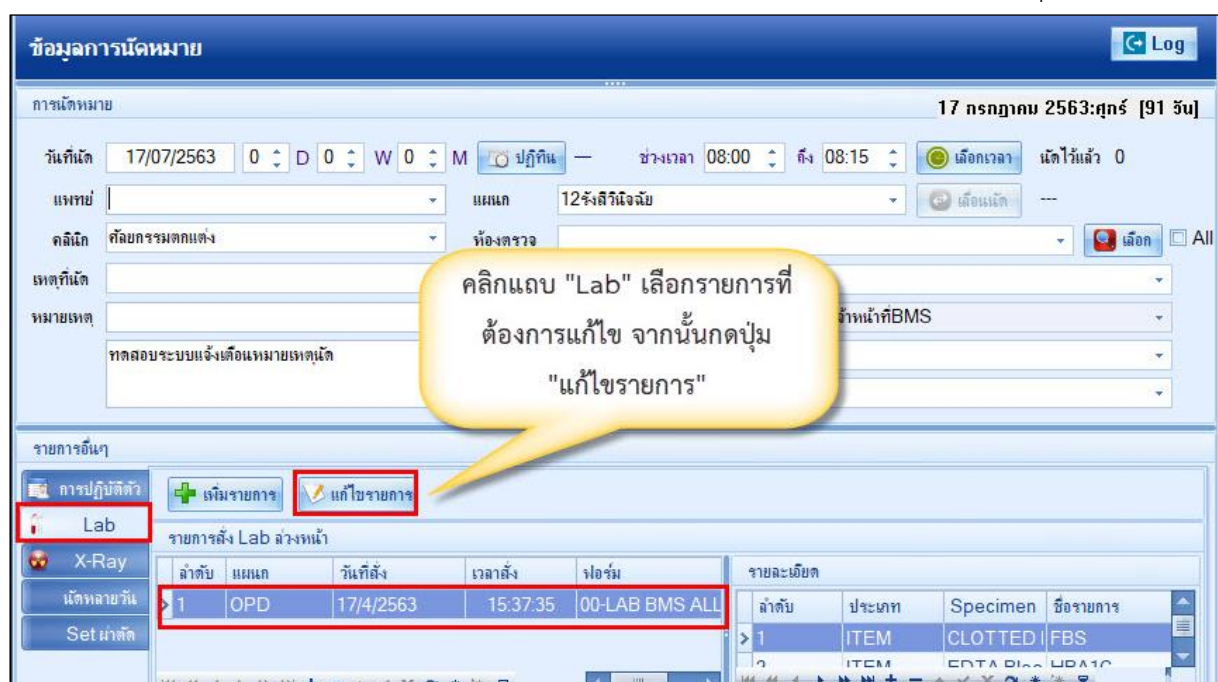 ข้อมูลการนัดหมาย
Log
การนัดหมาย
17 กรกฎาคม 2563:ศุกร์ [91 วัน]
วันที่นัด 17/07/2563 0 D 0 W 0 M ปฏิทิน — ช่วงเวลา 08:00 ถึง 08:15 เลือกเวลา นัดไว้แล้ว 0
แพทย์ แผนก 12รังสีวินิจฉัย เลื่อนนัด ---
คลินิก ศัลยกรรมตกแต่ง ห้องตรวจ เลือก All
เหตุที่นัด
หมายเหตุ
จ้าหน้าที่BMS
ทดสอบระบบแจ้งเตือนหมายเหตุนัด
คลิกแถบ "Lab" เลือกรายการที่
ต้องการแก้ไข จากนั้นกดปุ่ม
"แก้ไขรายการ"
รายการอื่นๆ
การปฏิบัติตัว
Lab
X-Ray
นัดหลายวัน
Set ผ่าตัด
เพิ่มรายการ แก้ไขรายการ
รายการสั่ง Lab ล่วงหน้า
ลำดับ แผนก วันที่สั่ง เวลาสั่ง ฟอร์ม
1 OPD 17/4/2563 15:37:35 00-LAB BMS ALL
รายละเอียด
ลำดับ ประเภท Specimen ชื่อรายการ
1 ITEM CLOTTED FBS
2 ITEM EDTA Bloo HBA1C